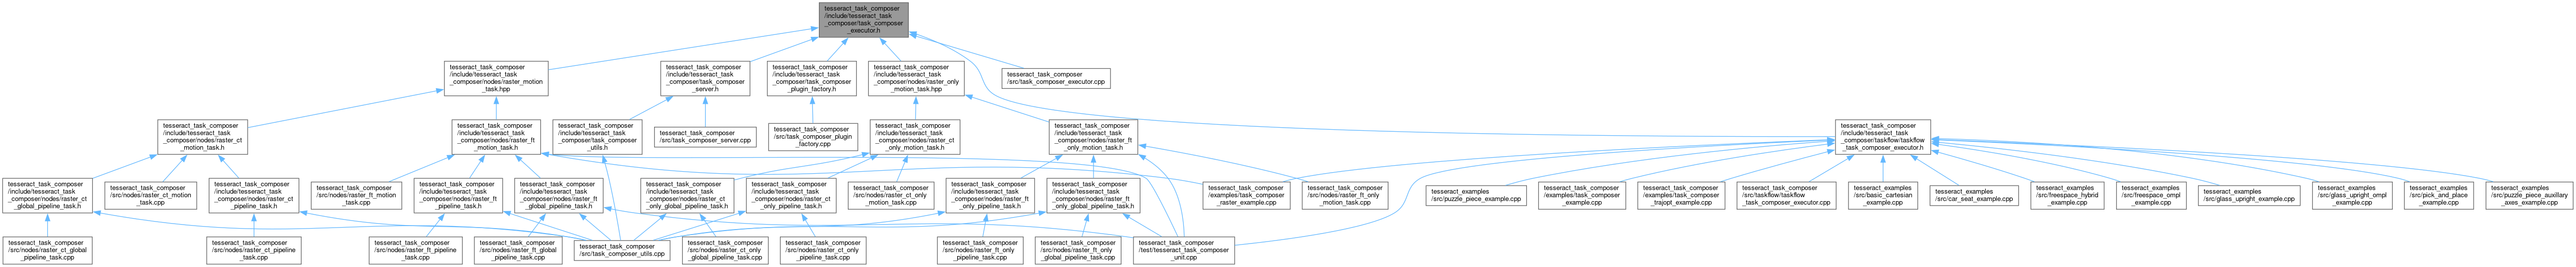 tesseract_task_composer
/include/tesseract_task
_composer/task_composer
_executor.h
tesseract_task_composer
/include/tesseract_task
_composer/nodes/raster_motion
_task.hpp
tesseract_task_composer
/include/tesseract_task
_composer/task_composer
_server.h
tesseract_task_composer
/include/tesseract_task
_composer/task_composer
_plugin_factory.h
tesseract_task_composer
/include/tesseract_task
_composer/nodes/raster_only
_motion_task.hpp
tesseract_task_composer
/src/task_composer_executor.cpp
tesseract_task_composer
/include/tesseract_task
_composer/nodes/raster_ct
_motion_task.h
tesseract_task_composer
/include/tesseract_task
_composer/nodes/raster_ft
_motion_task.h
tesseract_task_composer
/include/tesseract_task
_composer/task_composer
_utils.h
tesseract_task_composer
/src/task_composer_server.cpp
tesseract_task_composer
/src/task_composer_plugin
_factory.cpp
tesseract_task_composer
/include/tesseract_task
_composer/nodes/raster_ct
_only_motion_task.h
tesseract_task_composer
/include/tesseract_task
_composer/nodes/raster_ft
_only_motion_task.h
tesseract_task_composer
/include/tesseract_task
_composer/taskflow/taskflow
_task_composer_executor.h
tesseract_task_composer
/include/tesseract_task
_composer/nodes/raster_ct
_global_pipeline_task.h
tesseract_task_composer
/src/nodes/raster_ct_motion
_task.cpp
tesseract_task_composer
/include/tesseract_task
_composer/nodes/raster_ct
_pipeline_task.h
tesseract_task_composer
/src/nodes/raster_ft_motion
_task.cpp
tesseract_task_composer
/include/tesseract_task
_composer/nodes/raster_ft
_pipeline_task.h
tesseract_task_composer
/include/tesseract_task
_composer/nodes/raster_ft
_global_pipeline_task.h
tesseract_task_composer
/include/tesseract_task
_composer/nodes/raster_ct
_only_global_pipeline_task.h
tesseract_task_composer
/include/tesseract_task
_composer/nodes/raster_ct
_only_pipeline_task.h
tesseract_task_composer
/src/nodes/raster_ct_only
_motion_task.cpp
tesseract_task_composer
/include/tesseract_task
_composer/nodes/raster_ft
_only_pipeline_task.h
tesseract_task_composer
/include/tesseract_task
_composer/nodes/raster_ft
_only_global_pipeline_task.h
tesseract_task_composer
/examples/task_composer
_raster_example.cpp
tesseract_task_composer
/src/nodes/raster_ft_only
_motion_task.cpp
tesseract_examples
/src/puzzle_piece_example.cpp
tesseract_task_composer
/examples/task_composer
_example.cpp
tesseract_task_composer
/examples/task_composer
_trajopt_example.cpp
tesseract_task_composer
/src/taskflow/taskflow
_task_composer_executor.cpp
tesseract_examples
/src/basic_cartesian
_example.cpp
tesseract_examples
/src/car_seat_example.cpp
tesseract_examples
/src/freespace_hybrid
_example.cpp
tesseract_examples
/src/freespace_ompl
_example.cpp
tesseract_examples
/src/glass_upright_example.cpp
tesseract_examples
/src/glass_upright_ompl
_example.cpp
tesseract_examples
/src/pick_and_place
_example.cpp
tesseract_examples
/src/puzzle_piece_auxillary
_axes_example.cpp
tesseract_task_composer
/src/nodes/raster_ct_global
_pipeline_task.cpp
tesseract_task_composer
/src/nodes/raster_ct_pipeline
_task.cpp
tesseract_task_composer
/src/nodes/raster_ft_pipeline
_task.cpp
tesseract_task_composer
/src/nodes/raster_ft_global
_pipeline_task.cpp
tesseract_task_composer
/src/task_composer_utils.cpp
tesseract_task_composer
/src/nodes/raster_ct_only
_global_pipeline_task.cpp
tesseract_task_composer
/src/nodes/raster_ct_only
_pipeline_task.cpp
tesseract_task_composer
/src/nodes/raster_ft_only
_pipeline_task.cpp
tesseract_task_composer
/src/nodes/raster_ft_only
_global_pipeline_task.cpp
tesseract_task_composer
/test/tesseract_task_composer
_unit.cpp